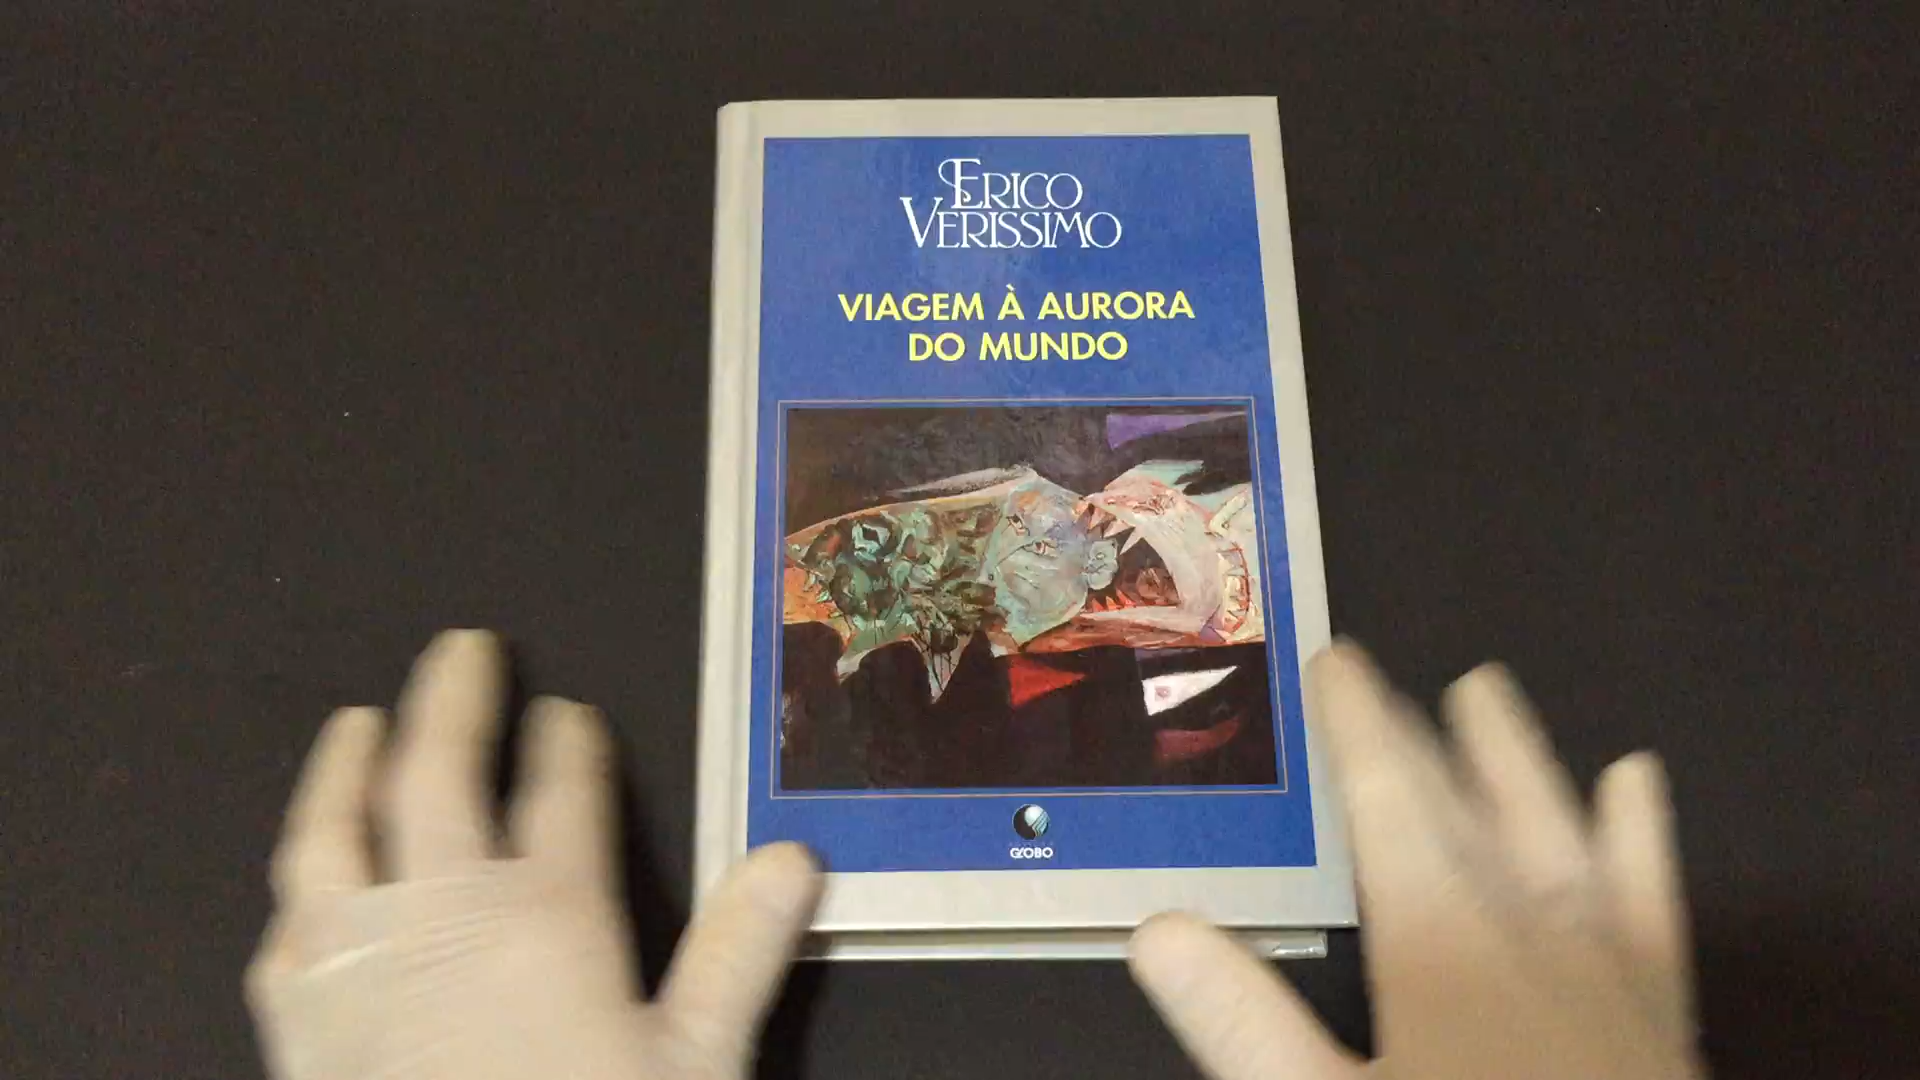 ERICO
VERISSIMO
VIAGEM À AURORA
DO MUNDO
GLOBO